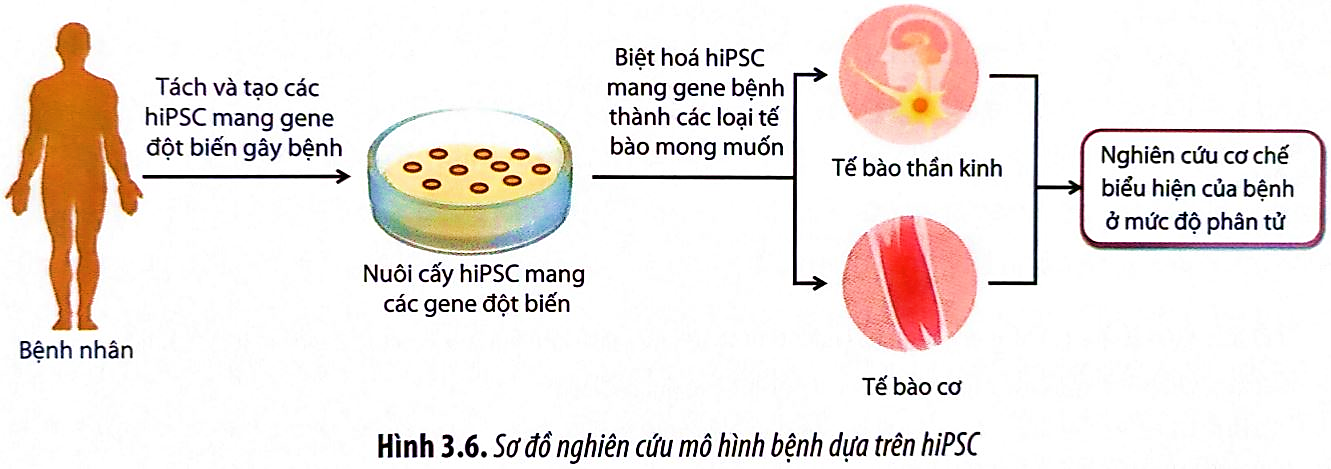 Bệnh nhân
Tách và tạo các
hiPSC mang gene
đột biến gây bệnh
Nuôi cấy hiPSC mang
các gene đột biến
Biệt hoá hiPSC
mang gene bệnh
thành các loại tế
bào mong muốn
Tế bào thần kinh
Tế bào cơ
Nghiên cứu cơ chế
biểu hiện của bệnh
ở mức độ phân tử
Hình 3.6. Sơ đồ nghiên cứu mô hình bệnh dựa trên hiPSC